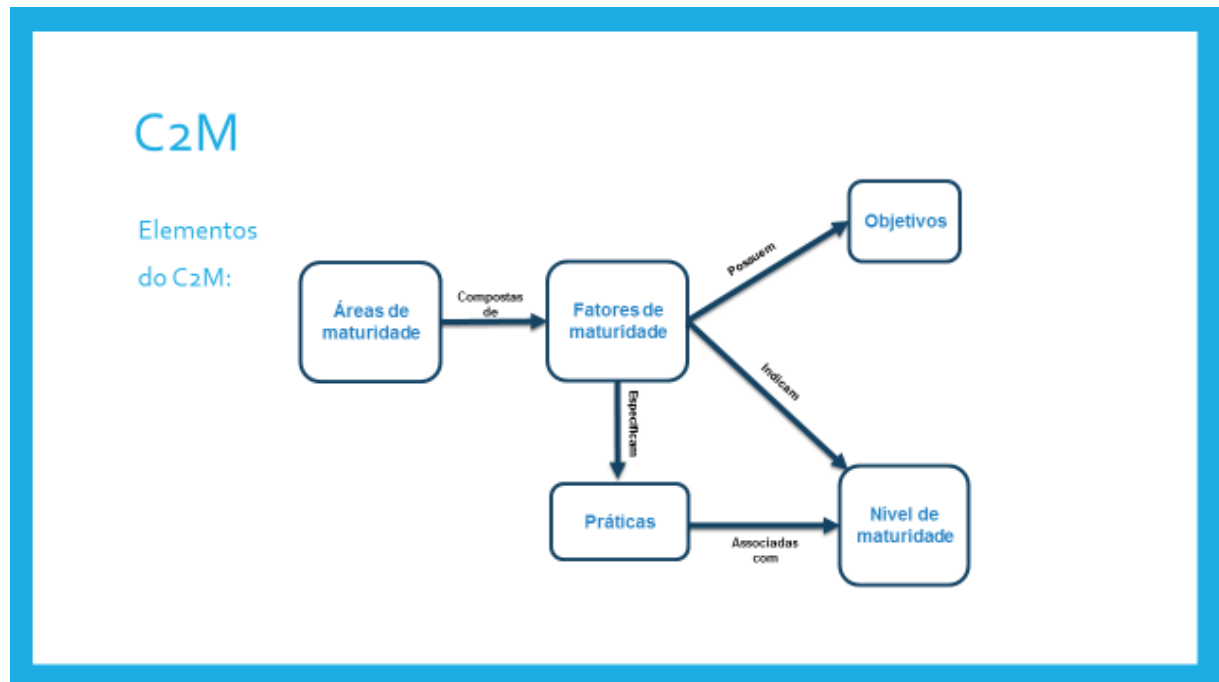 C2M
Elementos
do C2M:
Objetivos
Possuem
Áreas de
maturidade
Compostas
de
Fatores de
maturidade
Indicam
Especificam
Práticas
Associadas
com
Nível de
maturidade